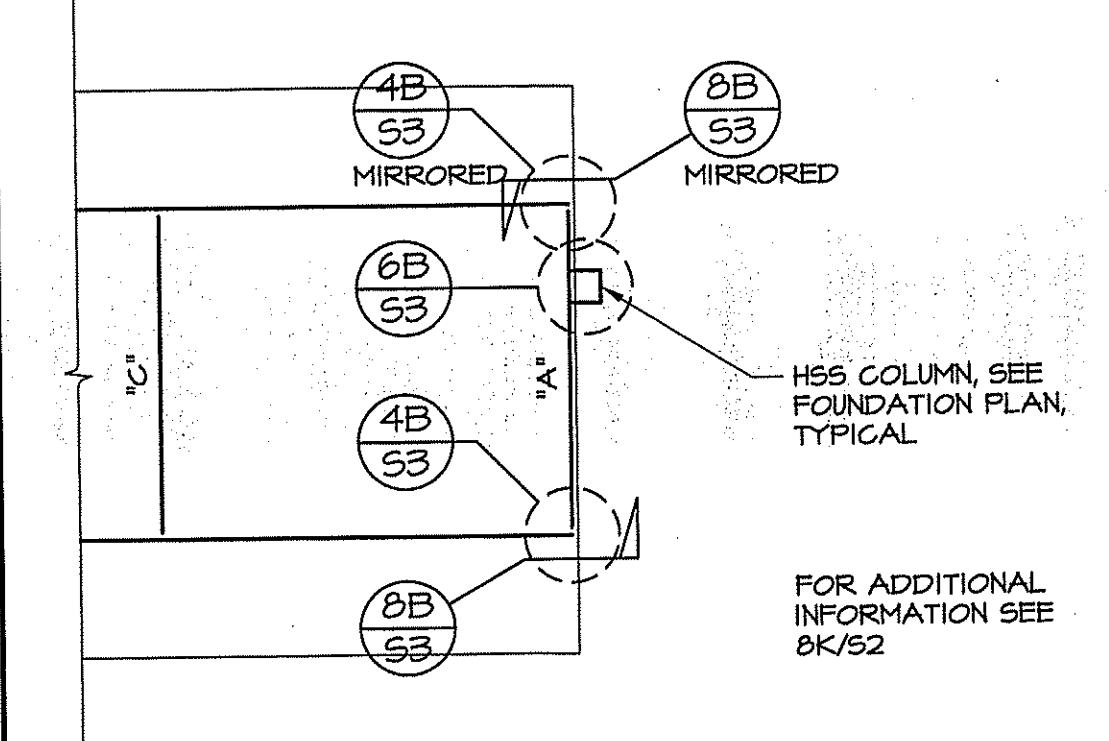 4B
S3
MIRRORED
8B
S3
MIRRORED
6B
S3
"C"
"A"
HSS COLUMN, SEE
FOUNDATION PLAN,
TYPICAL
4B
S3
8B
S3
FOR ADDITIONAL
INFORMATION SEE
8K/S2